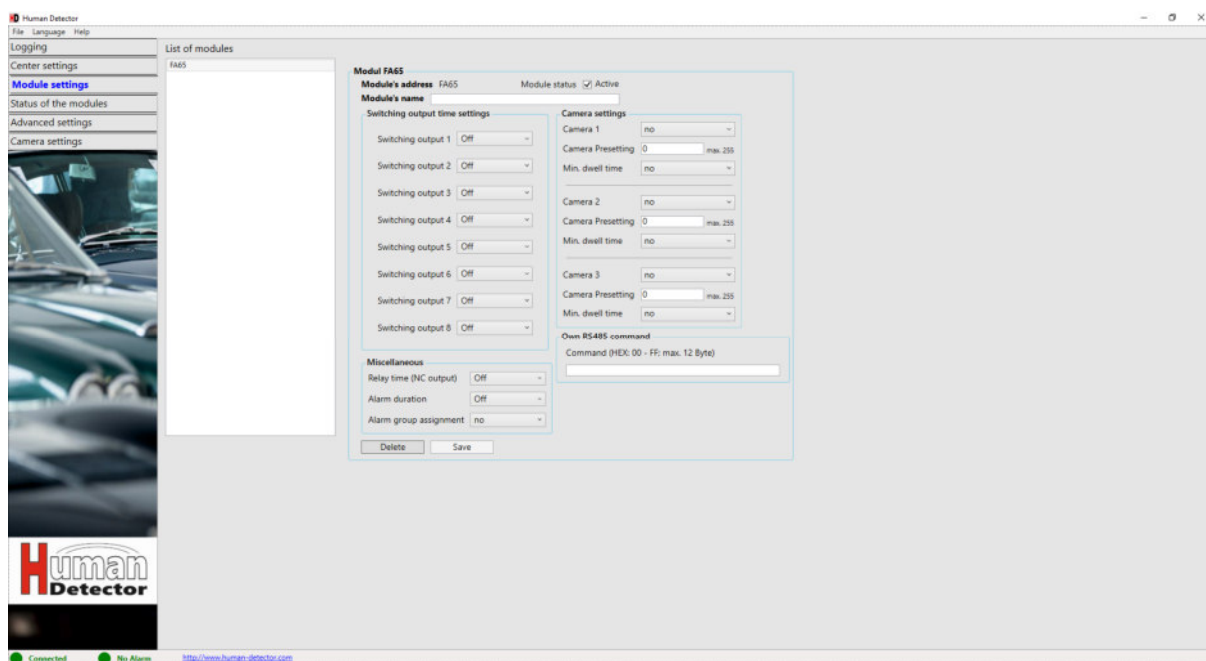 HD Human Detector
File Language Help
Logging
Center settings
Module settings
Status of the modules
Advanced settings
Camera settings
List of modules
FA65
Modul FA65
Module's address FA65 Module status Active
Module's name
Switching output time settings
Switching output 1 Off
Switching output 2 Off
Switching output 3 Off
Switching output 4 Off
Switching output 5 Off
Switching output 6 Off
Switching output 7 Off
Switching output 8 Off
Camera settings
Camera 1 no
Camera Presetting 0 max. 255
Min. dwell time no
Camera 2 no
Camera Presetting 0 max. 255
Min. dwell time no
Camera 3 no
Camera Presetting 0 max. 255
Min. dwell time no
Own RS485 command
Command (HEX: 00 - FF: max. 12 Byte)
Miscellaneous
Relay time (NC output) Off
Alarm duration Off
Alarm group assignment no
Delete Save
Human
Detector
Connected No Alarm http://www.human-detector.com